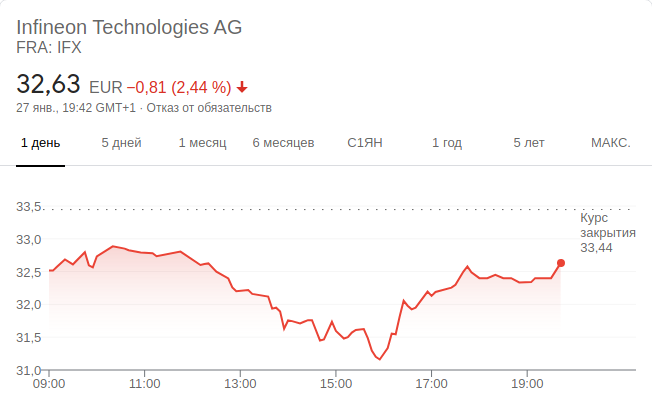 Infineon Technologies AG
FRA: IFX
32,63 EUR −0,81 (2,44 %)
27 янв., 19:42 GMT+1 · Отказ от обязательств
1 день 5 дней 1 месяц 6 месяцев С1ЯН 1 год 5 лет МАКС.
33,5
Курс
закрытия
33,44
33,0
32,5
32,0
31,5
31,0
09:00 11:00 13:00 15:00 17:00 19:00